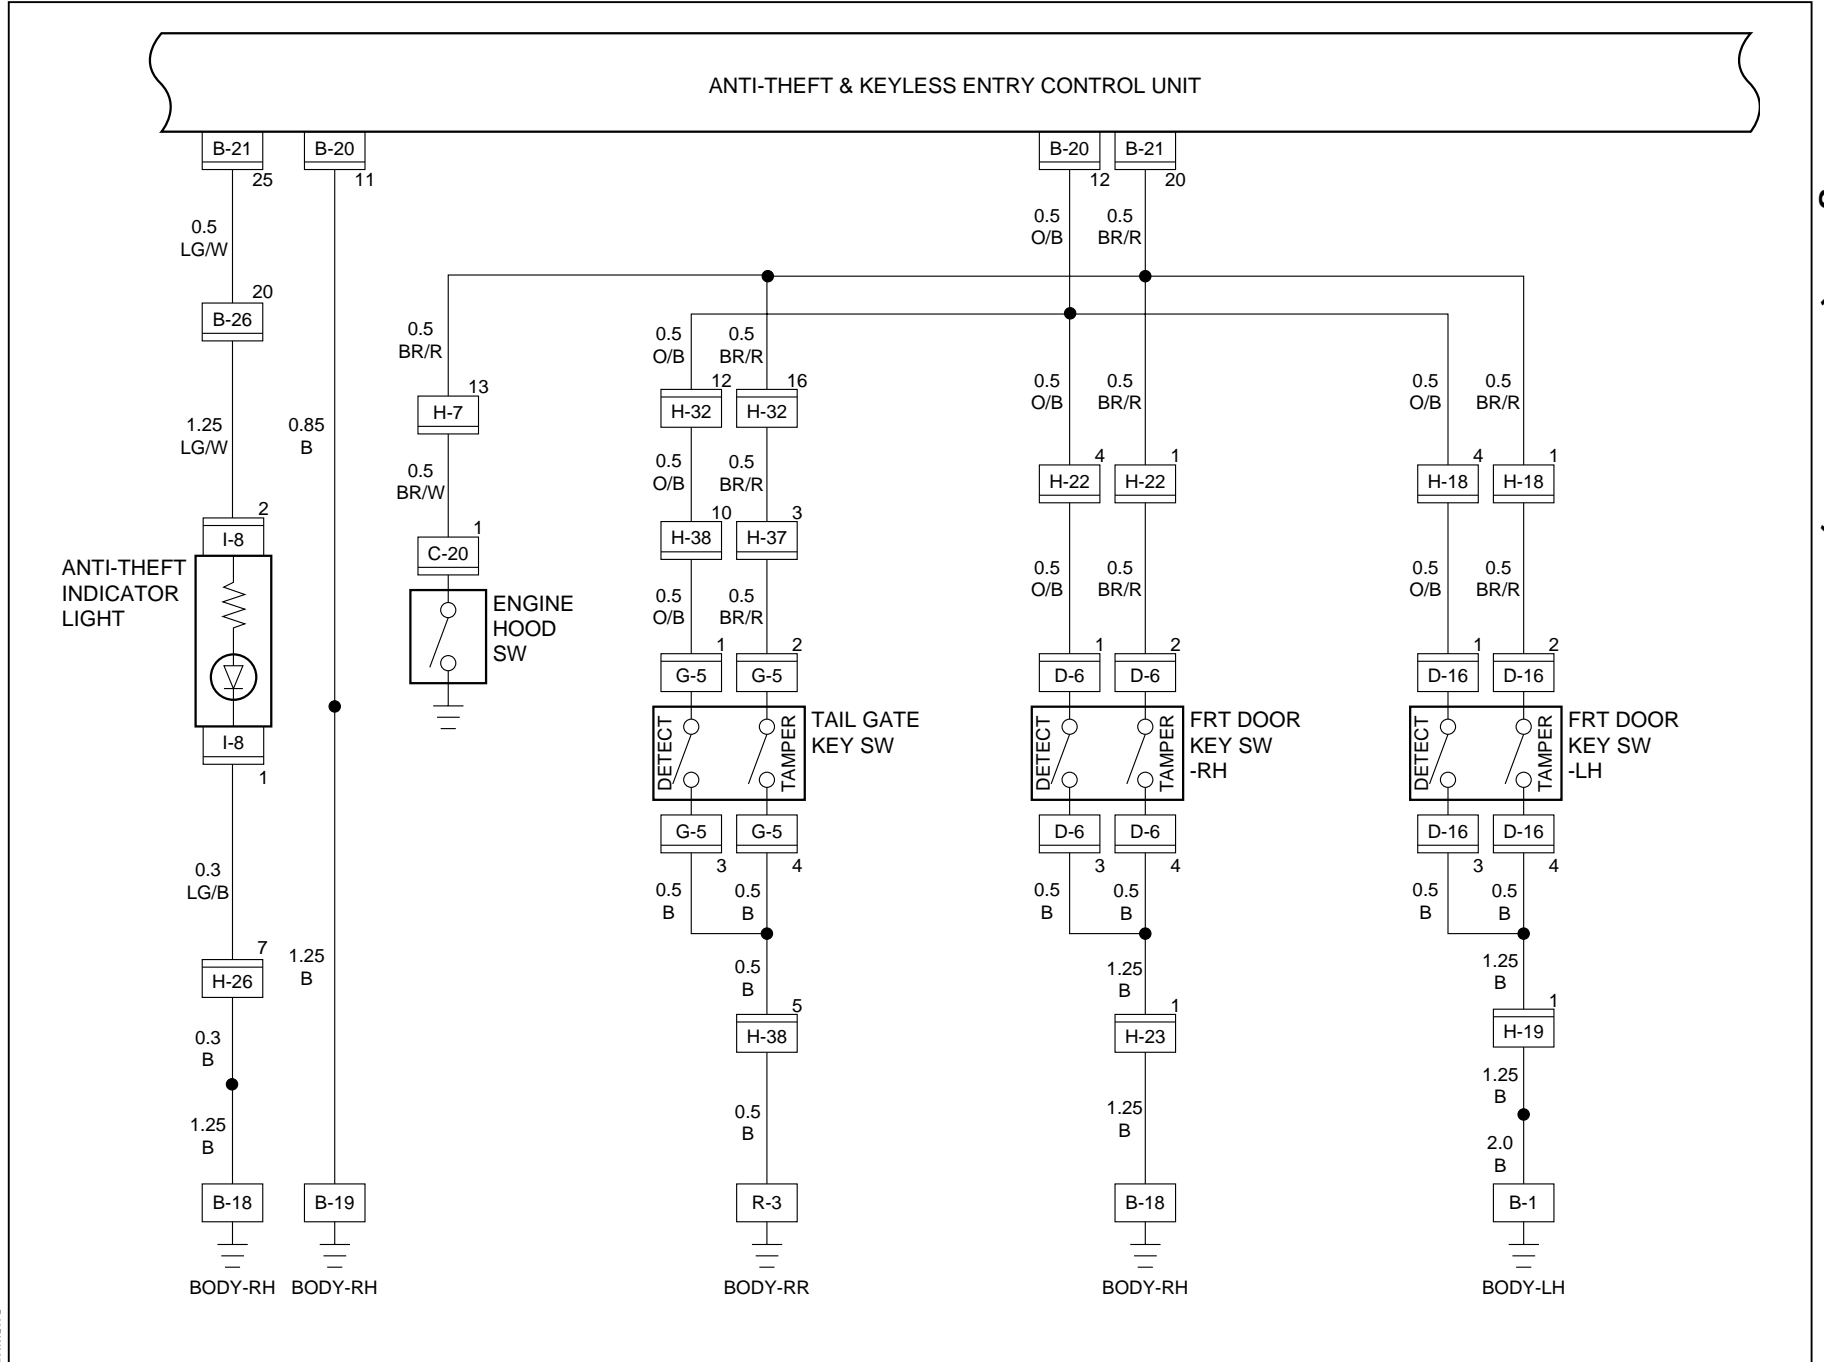 ANTI-THEFT & KEYLESS ENTRY CONTROL UNIT
B-21 B-20 B-20 B-21
25 11 12 20
0.5 0.5 0.5
LG/W O/B BR/R
20
B-26
0.5 0.5 0.5
BR/R O/B BR/R
12 16
13
0.5 0.5 0.5 0.5
O/B BR/R O/B BR/R
H-7 H-32 H-32
1.25 0.85
LG/W B
0.5 0.5 0.5
BR/W O/B BR/R
4 1 4 1
H-22 H-22 H-18 H-18
2 1 10 3
I-8 C-20 H-38 H-37
ANTI-THEFT
INDICATOR
LIGHT
ENGINE
HOOD
SW
0.5 0.5 0.5 0.5 0.5 0.5
O/B BR/R O/B BR/R O/B BR/R
1 2 1 2 1 2
G-5 G-5 D-6 D-6 D-16 D-16
DETECT TAMPER
TAIL GATE
KEY SW
DETECT TAMPER
FRT DOOR
KEY SW
-RH
DETECT TAMPER
FRT DOOR
KEY SW
-LH
I-8
1
G-5 G-5 D-6 D-6 D-16 D-16
3 4 3 4 3 4
0.3
LG/B
0.5 0.5 0.5 0.5 0.5 0.5
B B B B B B
7
H-26
1.25 0.5 1.25 1.25
B B B B
5 1 1
H-38 H-23 H-19
0.3
B
1.25
B
1.25 0.5 1.25 2.0
B B B B
B-18 B-19 R-3 B-18 B-1
BODY-RH BODY-RH BODY-RR BODY-RH BODY-LH